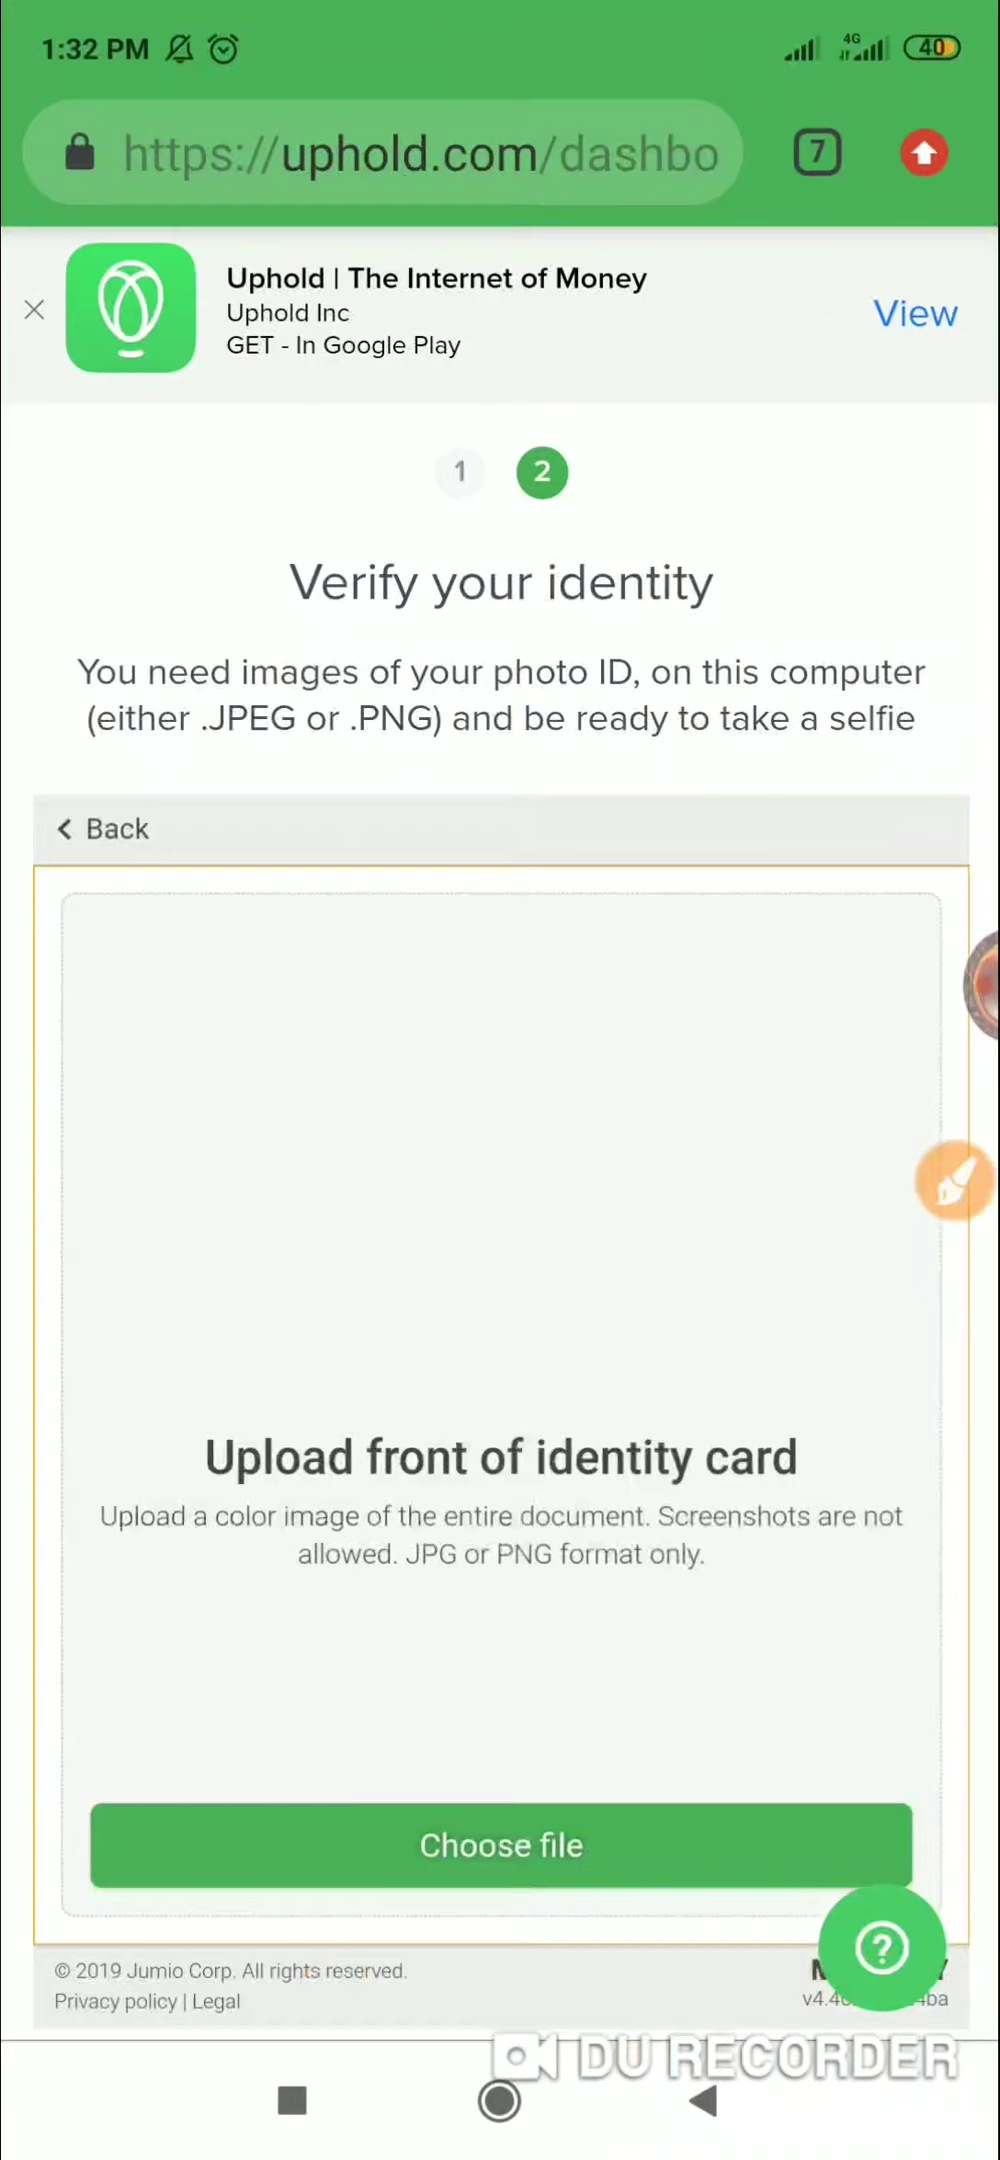 1:32 PM
4G
40
https://uphold.com/dashbo
7
Uphold | The Internet of Money
Uphold Inc
GET - In Google Play
View
1
2
Verify your identity
You need images of your photo ID, on this computer
(either .JPEG or .PNG) and be ready to take a selfie
Back
Upload front of identity card
Upload a color image of the entire document. Screenshots are not
allowed. JPG or PNG format only.
Choose file
© 2019 Jumio Corp. All rights reserved.
Privacy policy | Legal
?
DU RECORDER